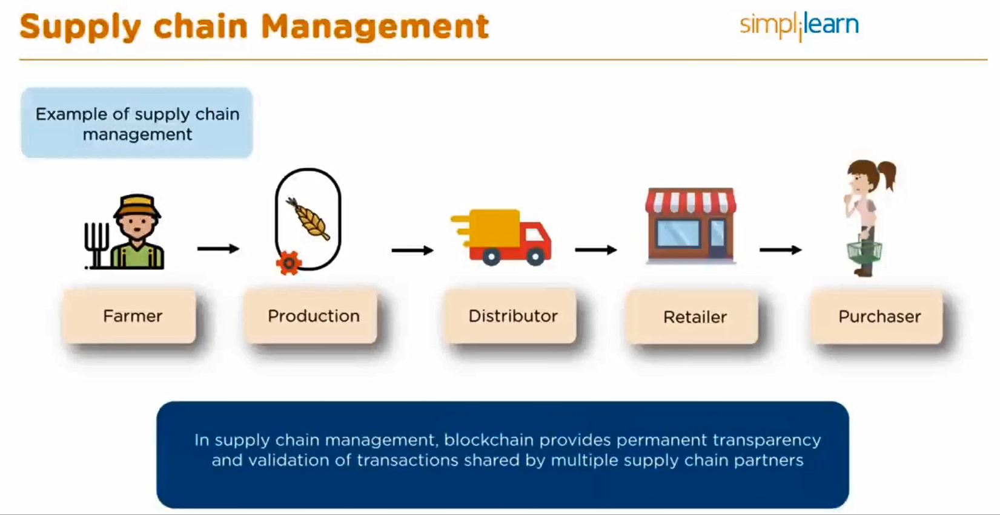 Supply chain Management
simplilearn
Example of supply chain
management
Farmer
Production
Distributor
Retailer
Purchaser
In supply chain management, blockchain provides permanent transparency
and validation of transactions shared by multiple supply chain partners